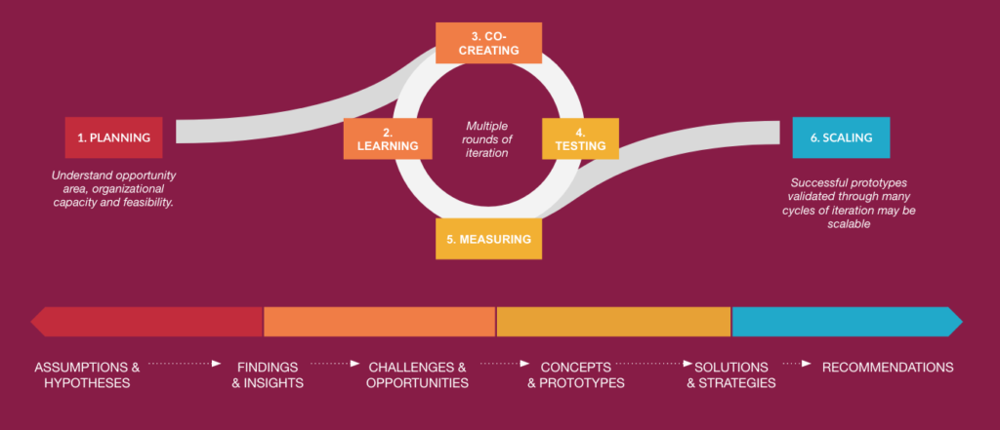 3. CO-
CREATING
1. PLANNING
2.
LEARNING
Multiple
rounds of
iteration
4.
TESTING
6. SCALING
Understand opportunity
area, organizational
capacity and feasibility.
Successful prototypes
validated through many
cycles of iteration may be
scalable
5. MEASURING
ASSUMPTIONS &
HYPOTHESES
FINDINGS
& INSIGHTS
CHALLENGES &
OPPORTUNITIES
CONCEPTS
& PROTOTYPES
SOLUTIONS
& STRATEGIES
RECOMMENDATIONS